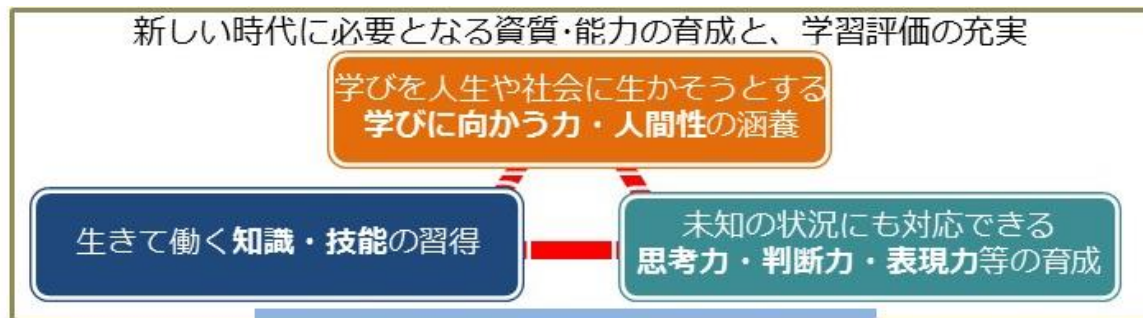 新しい時代に必要となる資質･能力の育成と、学習評価の充実
学びを人生や社会に生かそうとする
学びに向かう力・人間性の涵養
生きて働く知識・技能の習得
未知の状況にも対応できる
思考力・判断力・表現力等の育成